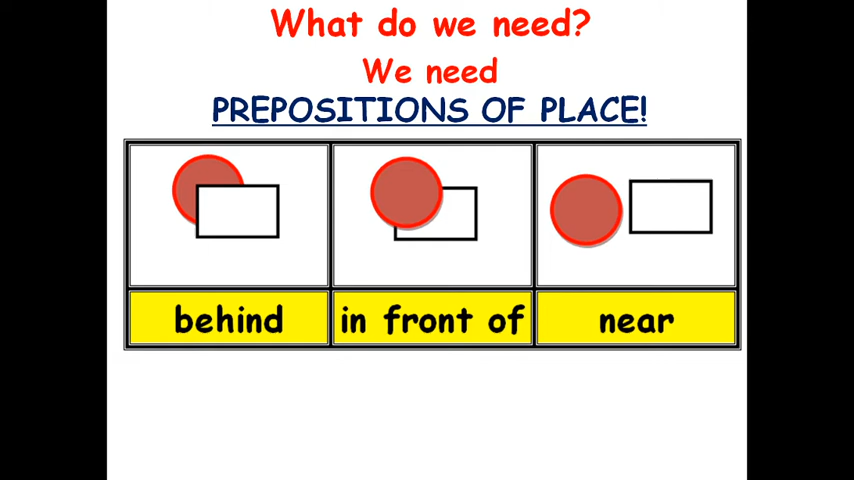 What do we need?
We need
PREPOSITIONS OF PLACE!
behind
in front of
near